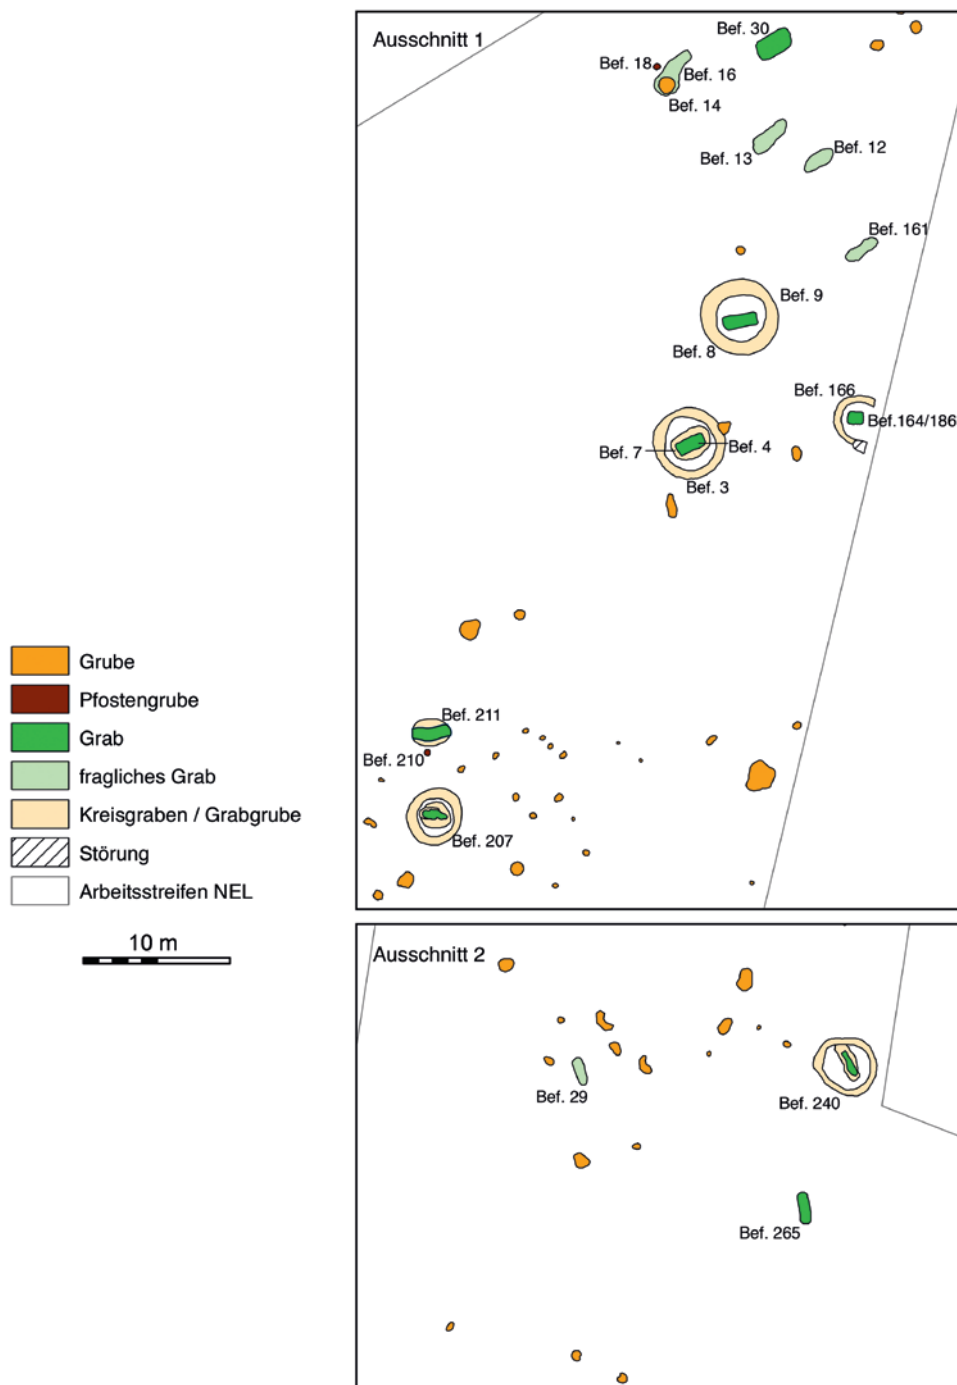 Ausschnitt 1
Bef. 30
Bef. 18
Bef. 16
Bef. 14
Bef. 13
Bef. 12
Bef. 161
Bef. 9
Bef. 8
Bef. 166
Bef.164/186
Bef. 7
Bef. 4
Bef. 3
Grube
Pfostengrube
Grab
fragliches Grab
Kreisgraben / Grabgrube
Störung
Arbeitsstreifen NEL
10 m
Bef. 211
Bef. 210
Bef. 207
Ausschnitt 2
Bef. 29
Bef. 240
Bef. 265